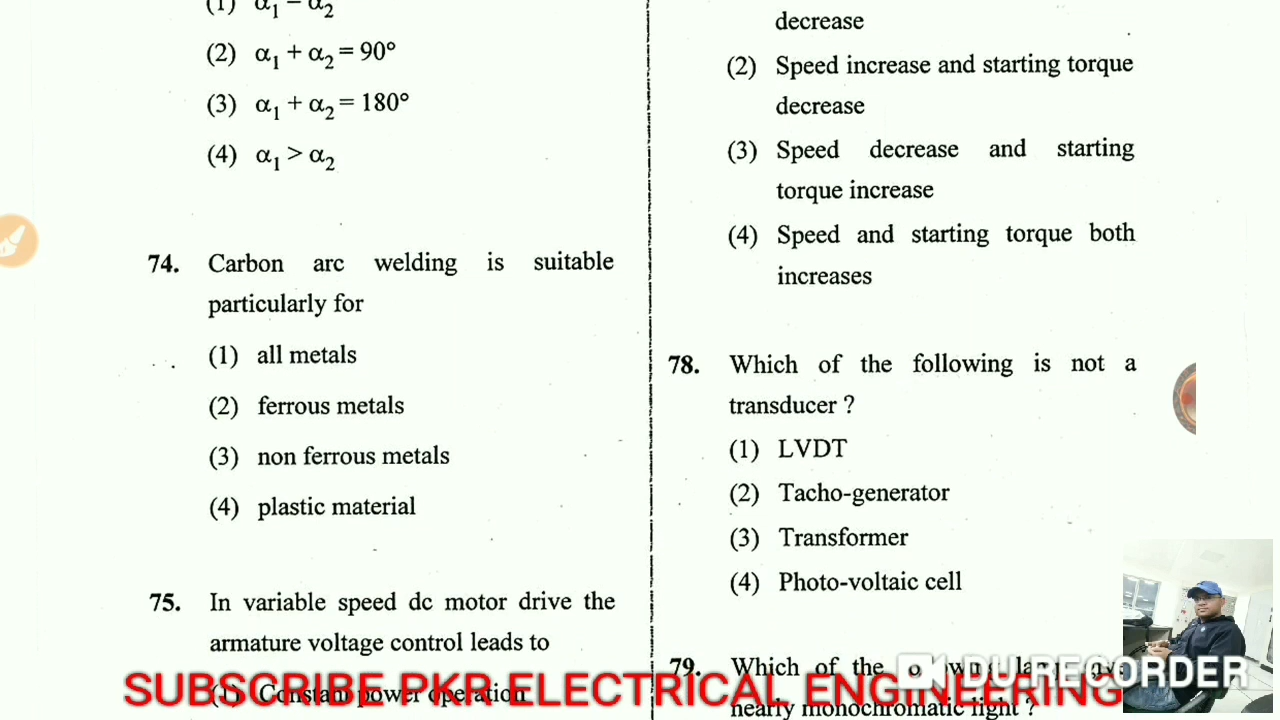 (1) α₁ = α₂
(2) α₁ + α₂ = 90°
(3) α₁ + α₂ = 180°
(4) α₁ > α₂
74. Carbon arc welding is suitable
particularly for
(1) all metals
(2) ferrous metals
(3) non ferrous metals
(4) plastic material
75. In variable speed dc motor drive the
armature voltage control leads to
(1) Constant power operation
decrease
(2) Speed increase and starting torque
decrease
(3) Speed decrease and starting
torque increase
(4) Speed and starting torque both
increases
78. Which of the following is not a
transducer ?
(1) LVDT
(2) Tacho-generator
(3) Transformer
(4) Photo-voltaic cell
79. Which of the
nearly monochromatic light ?
DU RECORDER
SUBSCRIBE PKR ELECTRICAL ENGINEERING